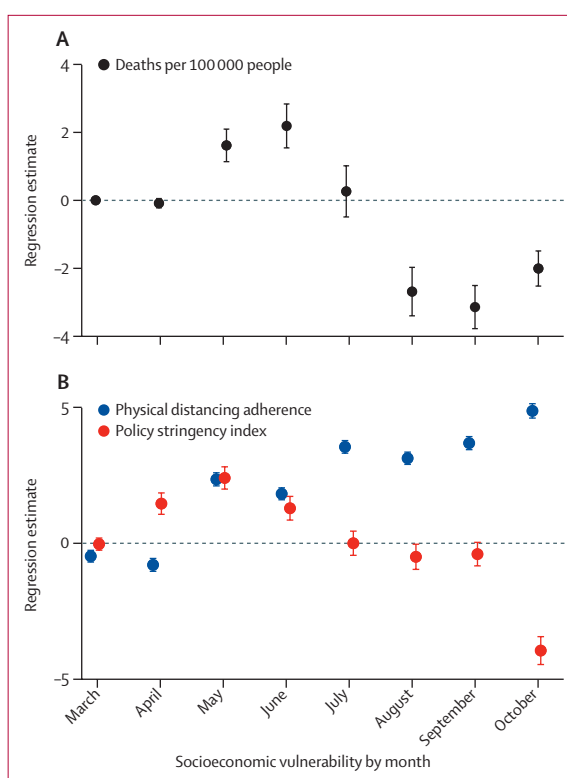 A
Deaths per 100 000 people
4
2
0
−2
−4
Regression estimate
B
Physical distancing adherence
Policy stringency index
5
0
−5
Regression estimate
March
April
May
June
July
August
September
October
Socioeconomic vulnerability by month